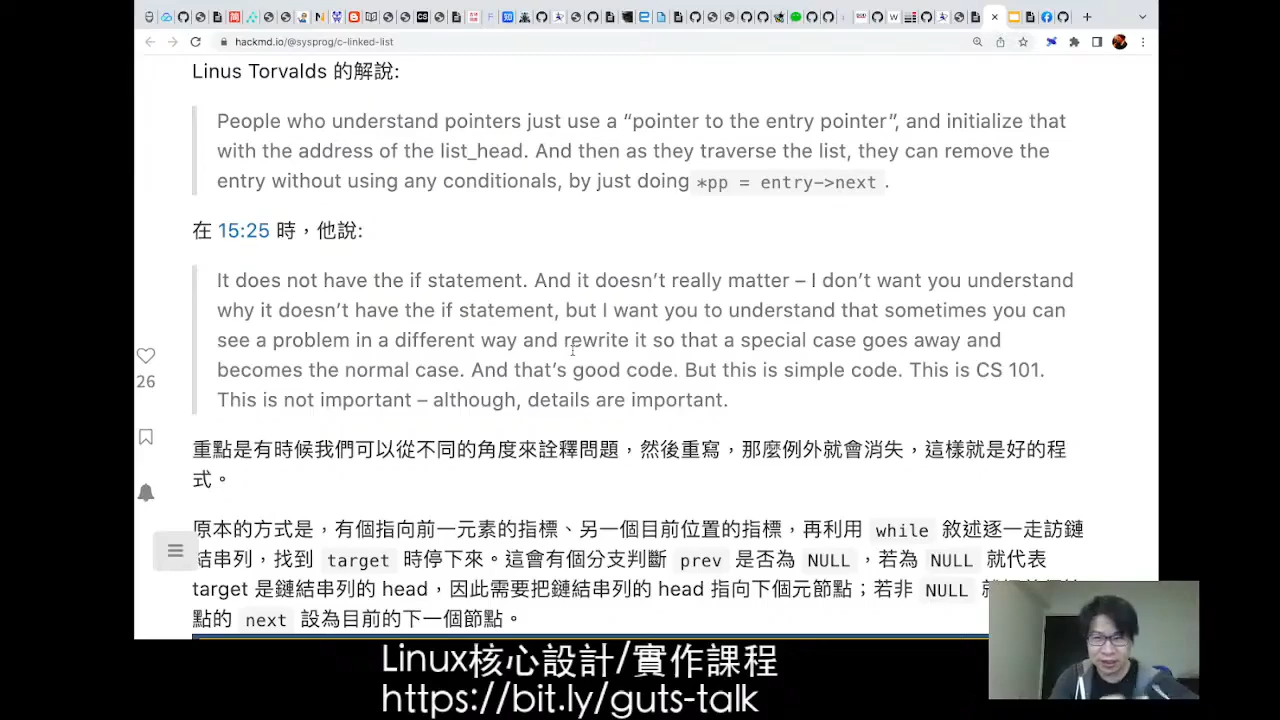 hackmd.io/@sysprog/c-linked-list
Linus Torvalds 的解說:
People who understand pointers just use a “pointer to the entry pointer”, and initialize that
with the address of the list_head. And then as they traverse the list, they can remove the
entry without using any conditionals, by just doing *pp = entry->next .
在 15:25 時，他說:
It does not have the if statement. And it doesn’t really matter – I don’t want you understand
why it doesn’t have the if statement, but I want you to understand that sometimes you can
see a problem in a different way and rewrite it so that a special case goes away and
becomes the normal case. And that’s good code. But this is simple code. This is CS 101.
This is not important – although, details are important.
26
重點是有時候我們可以從不同的角度來詮釋問題，然後重寫，那麼例外就會消失，這樣就是好的程
式。
原本的方式是，有個指向前一元素的指標、另一個目前位置的指標，再利用 while 敘述逐一走訪鏈
結串列，找到 target 時停下來。這會有個分支判斷 prev 是否為 NULL ，若為 NULL 就代表
target 是鏈結串列的 head，因此需要把鏈結串列的 head 指向下個元節點；若非 NULL
點的 next 設為目前的下一個節點。
Linux核心設計/實作課程
https://bit.ly/guts-talk